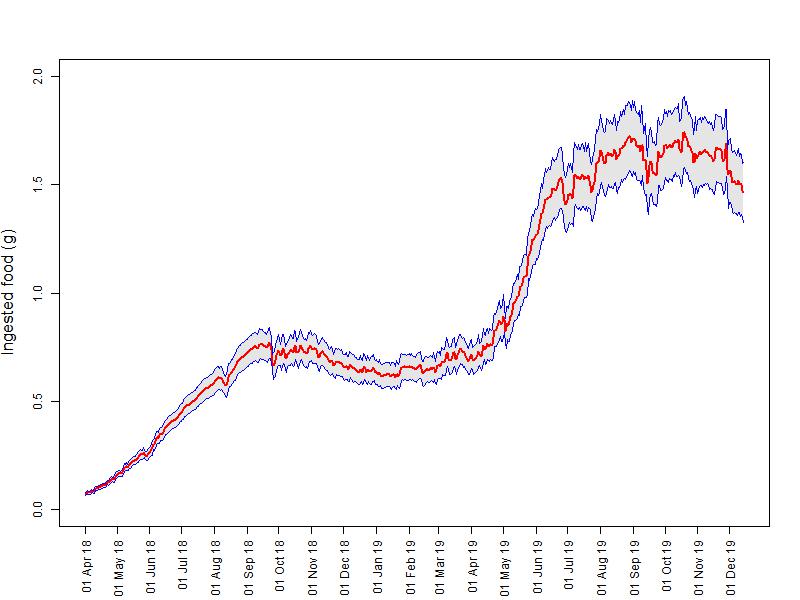 Ingested food (g)
2.0
1.5
1.0
0.5
0.0
01 Apr 18
01 May 18
01 Jun 18
01 Jul 18
01 Aug 18
01 Sep 18
01 Oct 18
01 Nov 18
01 Dec 18
01 Jan 19
01 Feb 19
01 Mar 19
01 Apr 19
01 May 19
01 Jun 19
01 Jul 19
01 Aug 19
01 Sep 19
01 Oct 19
01 Nov 19
01 Dec 19